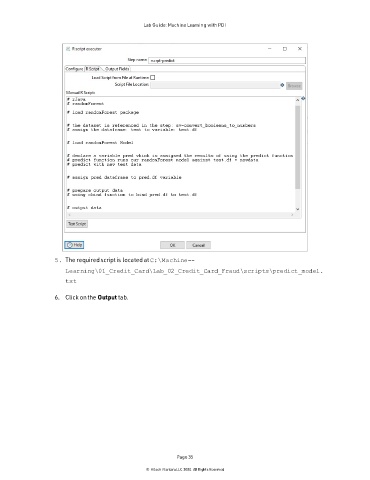 Lab Guide: Machine Learning with PDI
R script executor
Step name script-predict
Configure R Script Output Fields
Load Script from File at Runtime
Script File Location:
Browse
Manual R Script
# rJava
# randomForest
# load randomForest package
# the dataset is referenced in the step: sv-convert_booleans_to_numbers
# assign the dataframe test to variable: test.df
# load randomForest Model
# declare a variable pred which is assigned the results of using the predict function
# predict function runs our randomForest model against test.df = newdata
# predict with new test data
# assign pred dataframe to pred.df variable
# prepare output data
# using cbind function to bind pred.df to test.df
# output data
Test Script
Help OK Cancel
5. The required script is located at C:\Machine--
Learning\01_Credit_Card\Lab_02_Credit_Card_Fraud\scripts\predict_model.
txt
6. Click on the Output tab.
Page 35
© Hitachi Vantara LLC 2020. All Rights Reserved